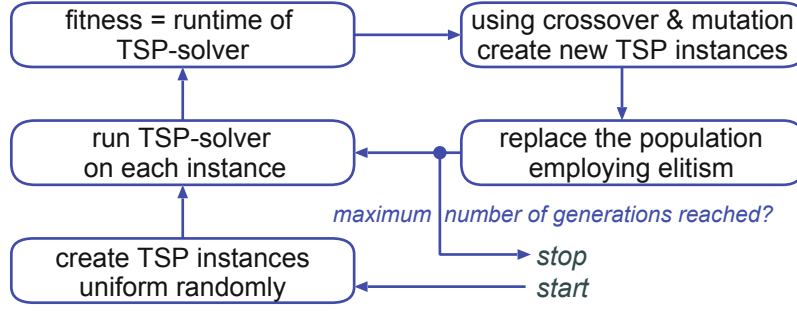 fitness = runtime of
TSP-solver
using crossover & mutation
create new TSP instances
run TSP-solver
on each instance
replace the population
employing elitism
maximum number of generations reached?
create TSP instances
uniform randomly
stop
start